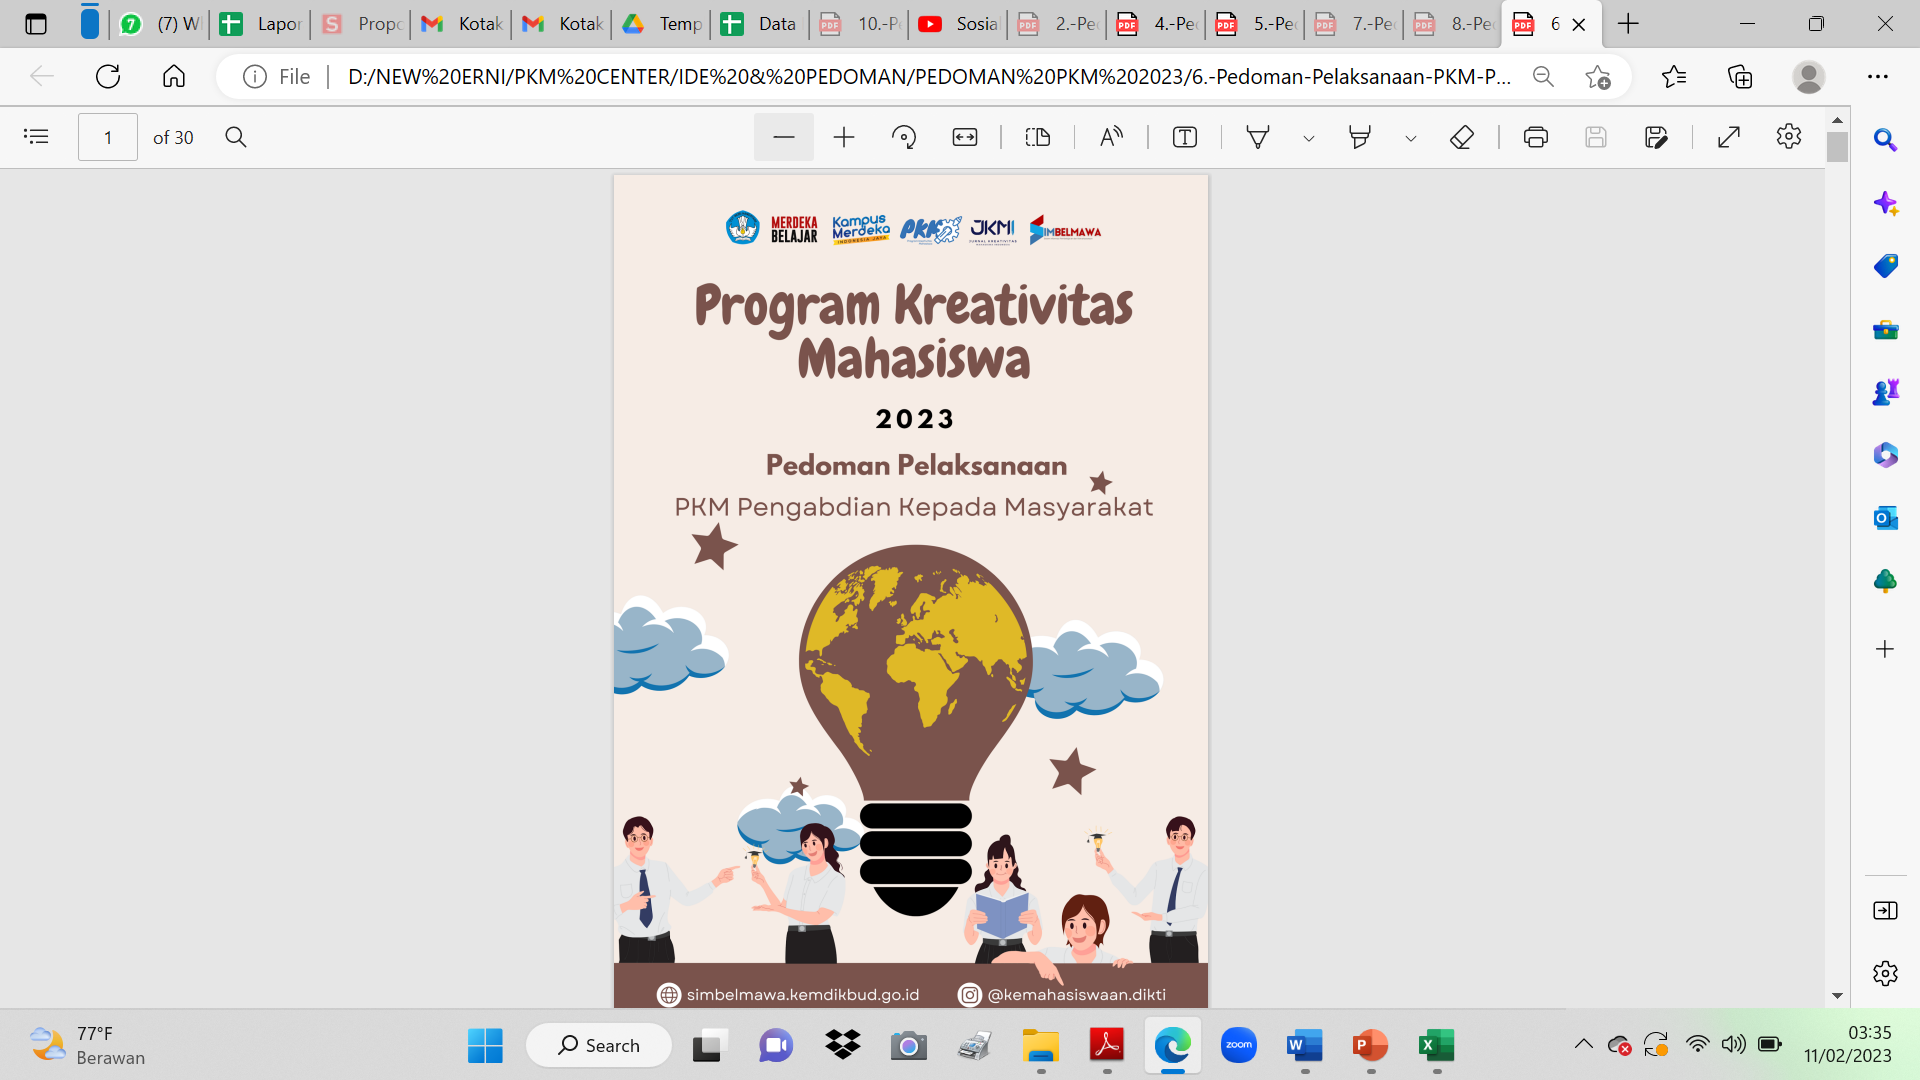 (7) W
Lapor
Propo
Kotak
Kotak
Temp
Data
10.-P
Sosia
2.-Pe
4.-Pe
5.-Pe
7.-Pe
8.-Pe
6
File
D:/NEW%20ERNI/PKM%20CENTER/IDE%20&%20PEDOMAN/PEDOMAN%20PKM%202023/6.-Pedoman-Pelaksanaan-PKM-P...
1 of 30
MERDEKA BELAJAR
Kampus Merdeka
INDONESIA JAYA
PKM
JKMI
SIMBELMAWA
Program Kreativitas
Mahasiswa
2023
Pedoman Pelaksanaan
PKM Pengabdian Kepada Masyarakat
simbelmawa.kemdikbud.go.id @kemahasiswaan.dikti
77°F
Berawan
Search
zoom
03:35
11/02/2023